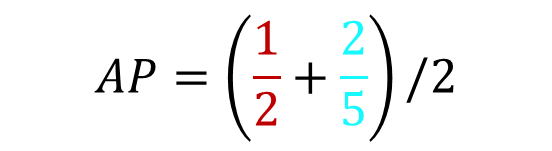 AP = (1/2 + 2/5) /2